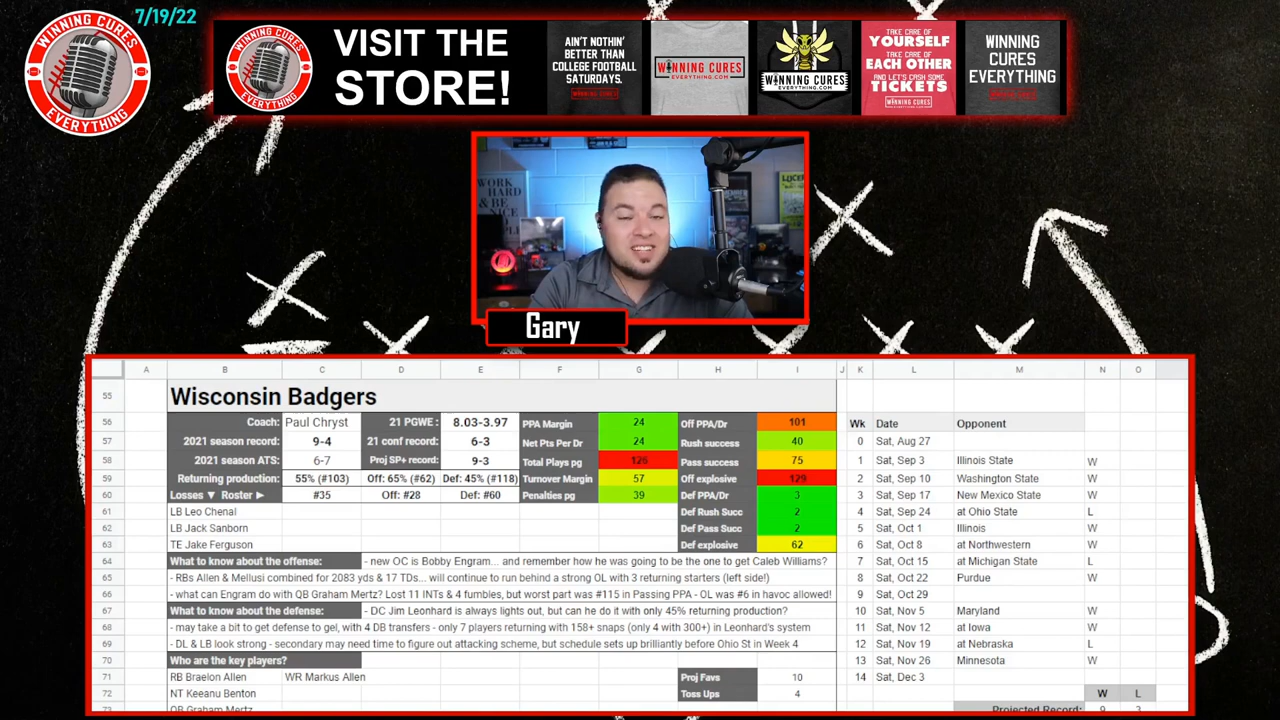 7/19/22
WINNING CURES
EVERYTHING
WINNING CURES
EVERYTHING
VISIT THE
STORE!
AIN'T NOTHIN'
BETTER THAN
COLLEGE FOOTBALL
SATURDAYS.
WINNING CURES
WINNING CURES
EVERYTHING.COM
WINNING CURES
EVERYTHING.COM
TAKE CARE OF
YOURSELF
TAKE CARE OF
EACH OTHER
AND LET'S CASH SOME
TICKETS
WINNING CURES
WINNING
CURES
EVERYTHING
WORK
HARD &
BE NICE
Gary
A B C D E F G H I J K L M N O
55 Wisconsin Badgers
56 Coach: Paul Chryst 21 PGWE : 8.03-3.97 PPA Margin 24 Off PPA/Dr 101 Wk Date Opponent
57 2021 season record: 9-4 21 conf record: 6-3 Net Pts Per Dr 24 Rush success 40 0 Sat, Aug 27
58 2021 season ATS: 6-7 Proj SP+ record: 9-3 Total Plays pg 126 Pass success 75 1 Sat, Sep 3 Illinois State W
59 Returning production: 55% (#103) Off: 65% (#62) Def: 45% (#118) Turnover Margin 57 Off explosive 129 2 Sat, Sep 10 Washington State W
60 Losses ▼ Roster ► #35 Off: #28 Def: #60 Penalties pg 39 Def PPA/Dr 3 3 Sat, Sep 17 New Mexico State W
61 LB Leo Chenal Def Rush Succ 2 4 Sat, Sep 24 at Ohio State L
62 LB Jack Sanborn Def Pass Succ 2 5 Sat, Oct 1 Illinois W
63 TE Jake Ferguson Def explosive 62 6 Sat, Oct 8 at Northwestern W
64 What to know about the offense: - new OC is Bobby Engram... and remember how he was going to be the one to get Caleb Williams? 7 Sat, Oct 15 at Michigan State L
65 - RBs Allen & Mellusi combined for 2083 yds & 17 TDs... will continue to run behind a strong OL with 3 returning starters (left side!) 8 Sat, Oct 22 Purdue W
66 - what can Engram do with QB Graham Mertz? Lost 11 INTs & 4 fumbles, but worst part was #115 in Passing PPA - OL was #6 in havoc allowed! 9 Sat, Oct 29
67 What to know about the defense: - DC Jim Leonhard is always lights out, but can he do it with only 45% returning production? 10 Sat, Nov 5 Maryland W
68 - may take a bit to get defense to gel, with 4 DB transfers - only 7 players returning with 158+ snaps (only 4 with 300+) in Leonhard's system 11 Sat, Nov 12 at Iowa W
69 - DL & LB look strong - secondary may need time to figure out attacking scheme, but schedule sets up brilliantly before Ohio St in Week 4 12 Sat, Nov 19 at Nebraska L
70 Who are the key players? 13 Sat, Nov 26 Minnesota W
71 RB Braelon Allen WR Markus Allen Proj Favs 10 14 Sat, Dec 3
72 NT Keeanu Benton Toss Ups 4 W L
73 QB Graham Mertz Projected Record: 9 3